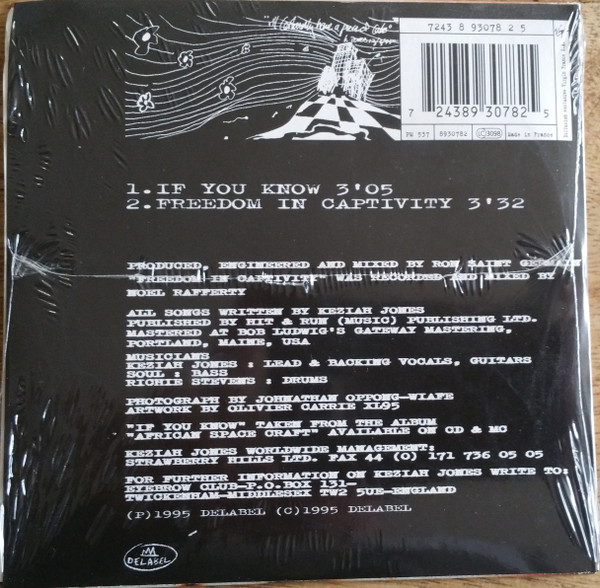 7243 8 93078 2 5
7 24389 30782 5
PM 537 8930782 Made in France
1. IF YOU KNOW 3'05
2. FREEDOM IN CAPTIVITY 3'32
PRODUCED, ENGINEERED AND MIXED BY RON SAINT GERMAIN
"FREEDOM IN CAPTIVITY" WAS RECORDED AND MIXED BY
NOEL RAFFERTY
ALL SONGS WRITTEN BY KEZIAH JONES
PUBLISHED BY HIT & RUN (MUSIC) PUBLISHING LTD.
MASTERED AT BOB LUDWIG'S GATEWAY MASTERING,
PORTLAND, MAINE, USA
MUSICIANS
KEZIAH JONES : LEAD & BACKING VOCALS, GUITARS
SOUL : BASS
RICHIE STEVENS : DRUMS
PHOTOGRAPH BY JOHNATHAN OPPONG-WIAFE
ARTWORK BY OLIVIER CARRIE XL95
"IF YOU KNOW" TAKEN FROM THE ALBUM
"AFRICAN SPACE CRAFT" AVAILABLE ON CD & MC
KEZIAH JONES WORLDWIDE MANAGEMENT:
STRAWBERRY HILLS LTD. FAX 44 (0) 171 736 05 05
FOR FURTHER INFORMATION ON KEZIAH JONES WRITE TO:
EYEBROW CLUB-P.O.BOX 131-
TWICKENHAM-MIDDLESEX TW2 5UE-ENGLAND
(P)1995 DELABEL (C)1995 DELABEL
DELABEL